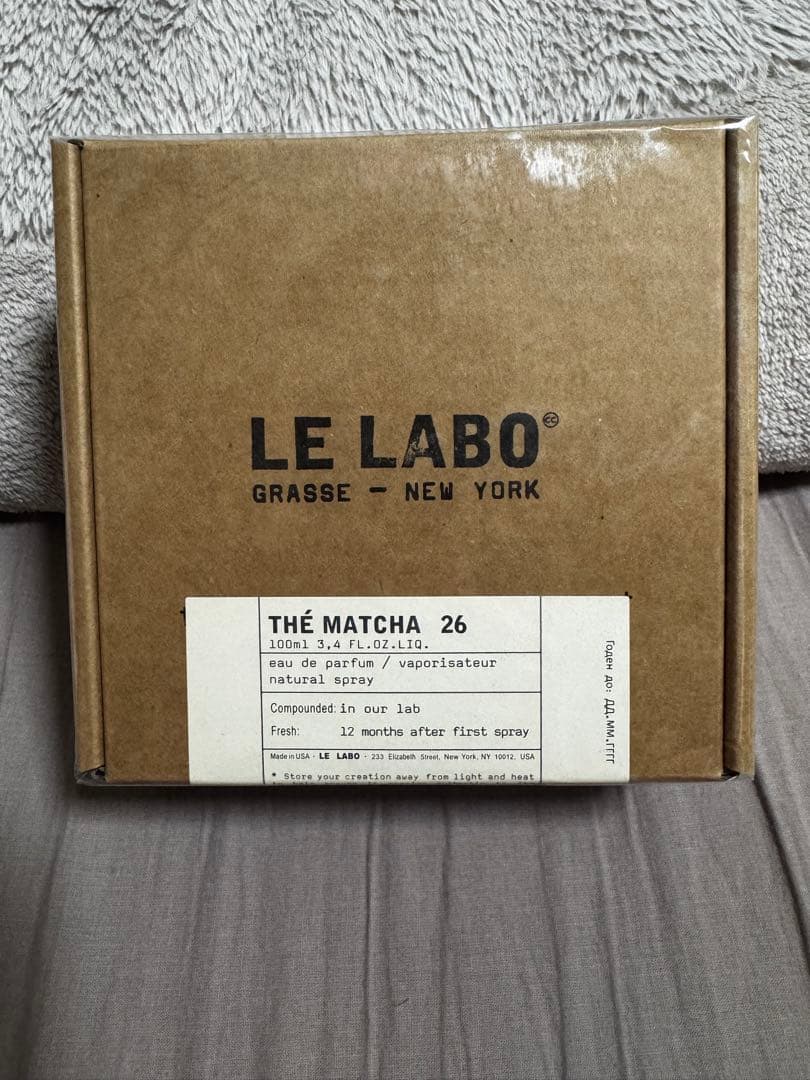 LE LABO
GRASSE — NEW YORK
THÉ MATCHA 26
100ml 3,4 FL.OZ.LIQ.
eau de parfum / vaporisateur
natural spray
Compounded: in our lab
Fresh: 12 months after first spray
Made in USA - LE LABO - 233 Elizabeth Street, New York, NY 10012, USA
* Store your creation away from light and heat
Годен до: ДД.ММ.ГГГГ